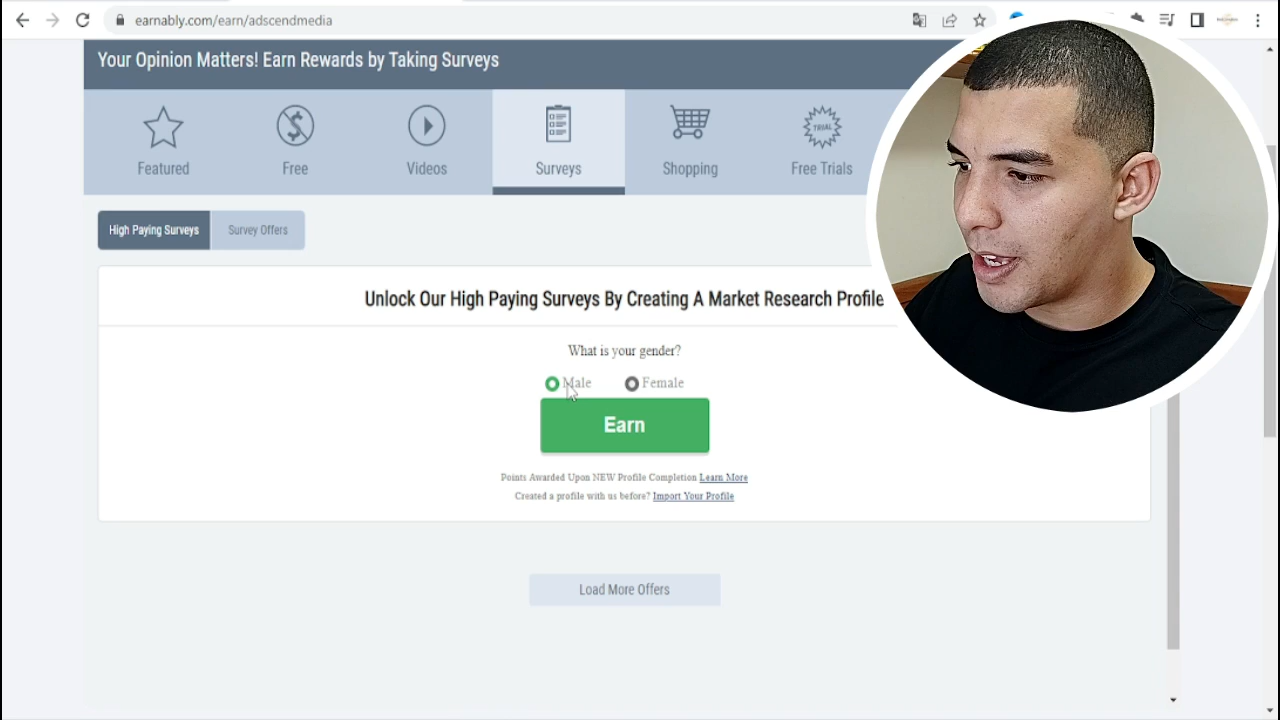 earnably.com/earn/adscendmedia
Your Opinion Matters! Earn Rewards by Taking Surveys
Featured
Free
Videos
Surveys
Shopping
TRIAL
Free Trials
High Paying Surveys
Survey Offers
Unlock Our High Paying Surveys By Creating A Market Research Profile
What is your gender?
Male Female
Earn
Points Awarded Upon NEW Profile Completion Learn More
Created a profile with us before? Import Your Profile
Load More Offers